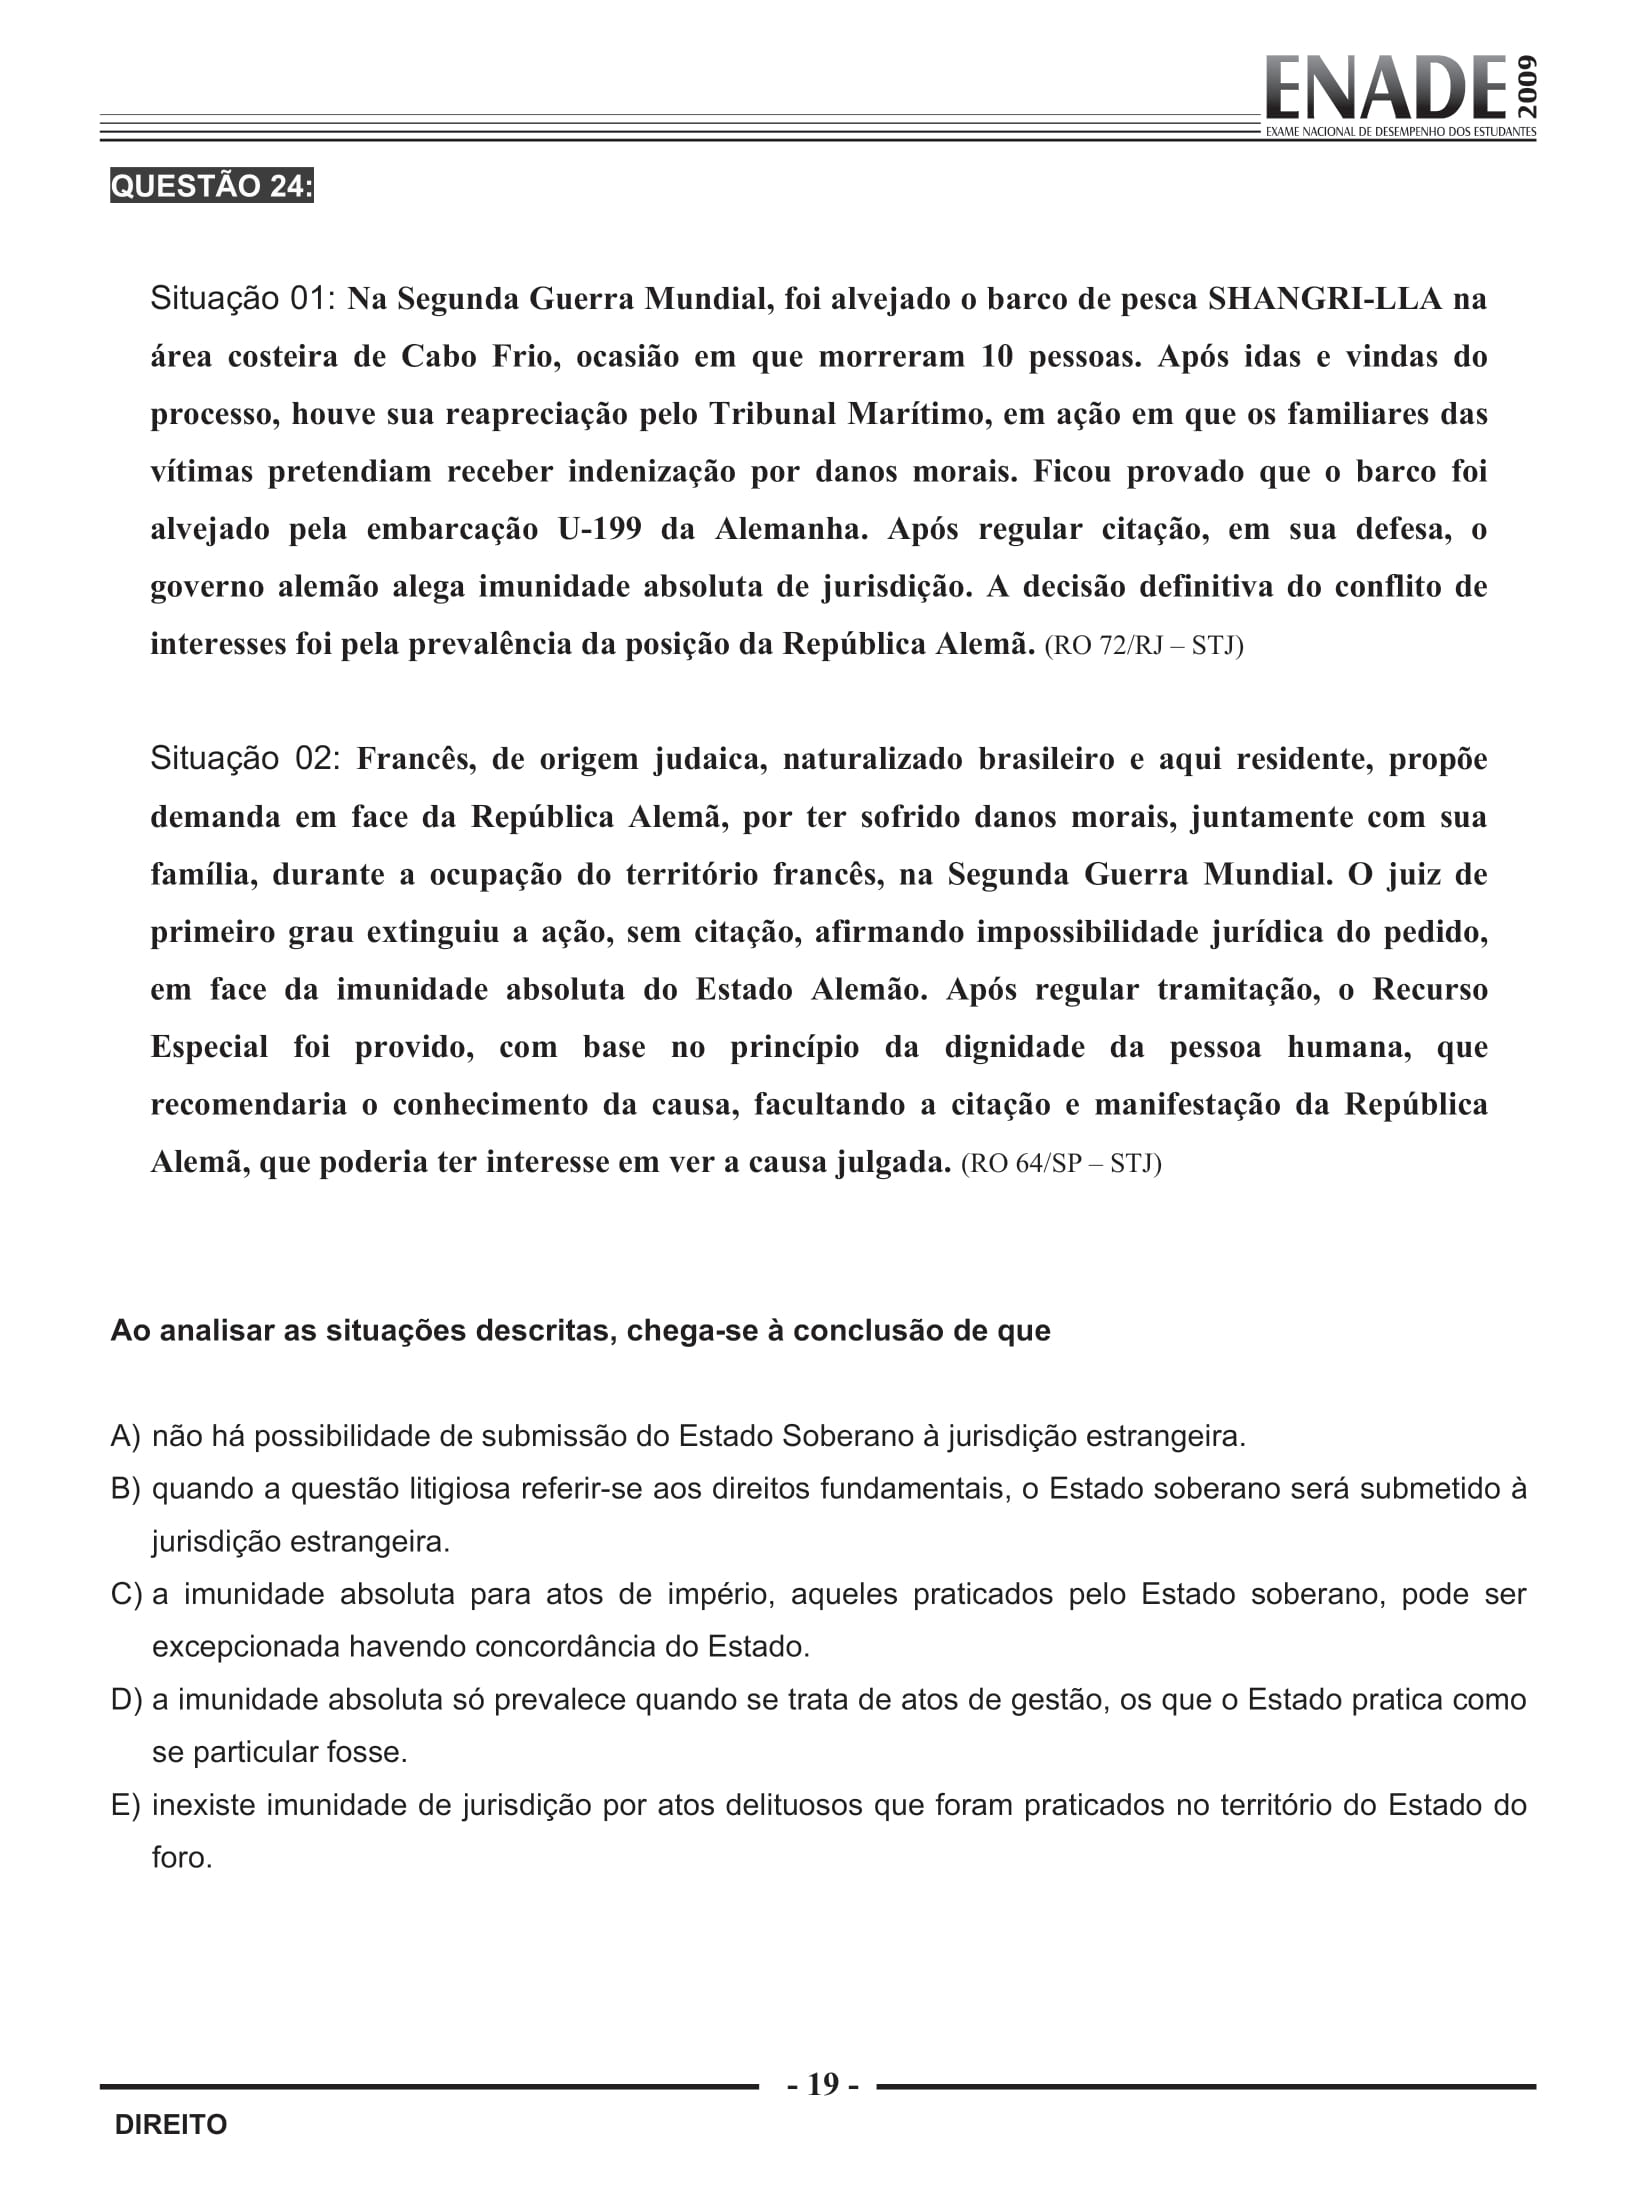 ENADE 2009
EXAME NACIONAL DE DESEMPENHO DOS ESTUDANTES
QUESTÃO 24:
Situação 01: Na Segunda Guerra Mundial, foi alvejado o barco de pesca SHANGRI-LLA na
área costeira de Cabo Frio, ocasião em que morreram 10 pessoas. Após idas e vindas do
processo, houve sua reapreciação pelo Tribunal Marítimo, em ação em que os familiares das
vítimas pretendiam receber indenização por danos morais. Ficou provado que o barco foi
alvejado pela embarcação U-199 da Alemanha. Após regular citação, em sua defesa, o
governo alemão alega imunidade absoluta de jurisdição. A decisão definitiva do conflito de
interesses foi pela prevalência da posição da República Alemã. (RO 72/RJ – STJ)
Situação 02: Francês, de origem judaica, naturalizado brasileiro e aqui residente, propõe
demanda em face da República Alemã, por ter sofrido danos morais, juntamente com sua
família, durante a ocupação do território francês, na Segunda Guerra Mundial. O juiz de
primeiro grau extinguiu a ação, sem citação, afirmando impossibilidade jurídica do pedido,
em face da imunidade absoluta do Estado Alemão. Após regular tramitação, o Recurso
Especial foi provido, com base no princípio da dignidade da pessoa humana, que
recomendaria o conhecimento da causa, facultando a citação e manifestação da República
Alemã, que poderia ter interesse em ver a causa julgada. (RO 64/SP – STJ)
Ao analisar as situações descritas, chega-se à conclusão de que
A) não há possibilidade de submissão do Estado Soberano à jurisdição estrangeira.
B) quando a questão litigiosa referir-se aos direitos fundamentais, o Estado soberano será submetido à
jurisdição estrangeira.
C) a imunidade absoluta para atos de império, aqueles praticados pelo Estado soberano, pode ser
excepcionada havendo concordância do Estado.
D) a imunidade absoluta só prevalece quando se trata de atos de gestão, os que o Estado pratica como
se particular fosse.
E) inexiste imunidade de jurisdição por atos delituosos que foram praticados no território do Estado do
foro.
- 19 -
DIREITO